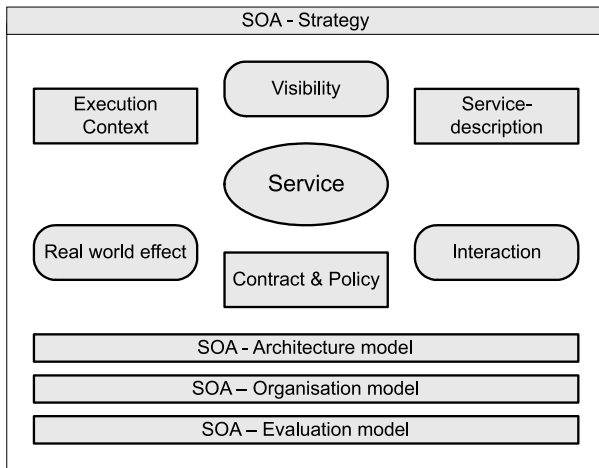 SOA - Strategy
Visibility
Execution
Context
Service-
description
Service
Real world effect
Interaction
Contract & Policy
SOA - Architecture model
SOA – Organisation model
SOA – Evaluation model